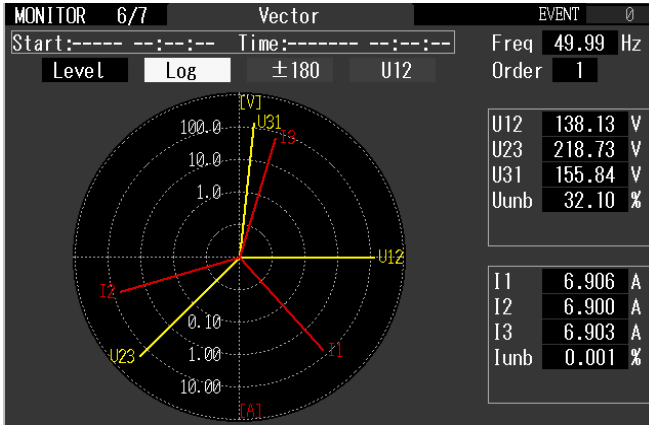 MONITOR 6/7 Vector EVENT 0
Start:----- --:--:-- Time:------- --:--:-- Freq 49.99 Hz
Level Log ±180 U12 Order 1
[V]
100.0 U31 I3
10.0
1.0
U12
I2
0.10
U23 1.00 I1
10.00
[A]
U12 138.13 V
U23 218.73 V
U31 155.84 V
Uunb 32.10 %
I1 6.906 A
I2 6.900 A
I3 6.903 A
Iunb 0.001 %